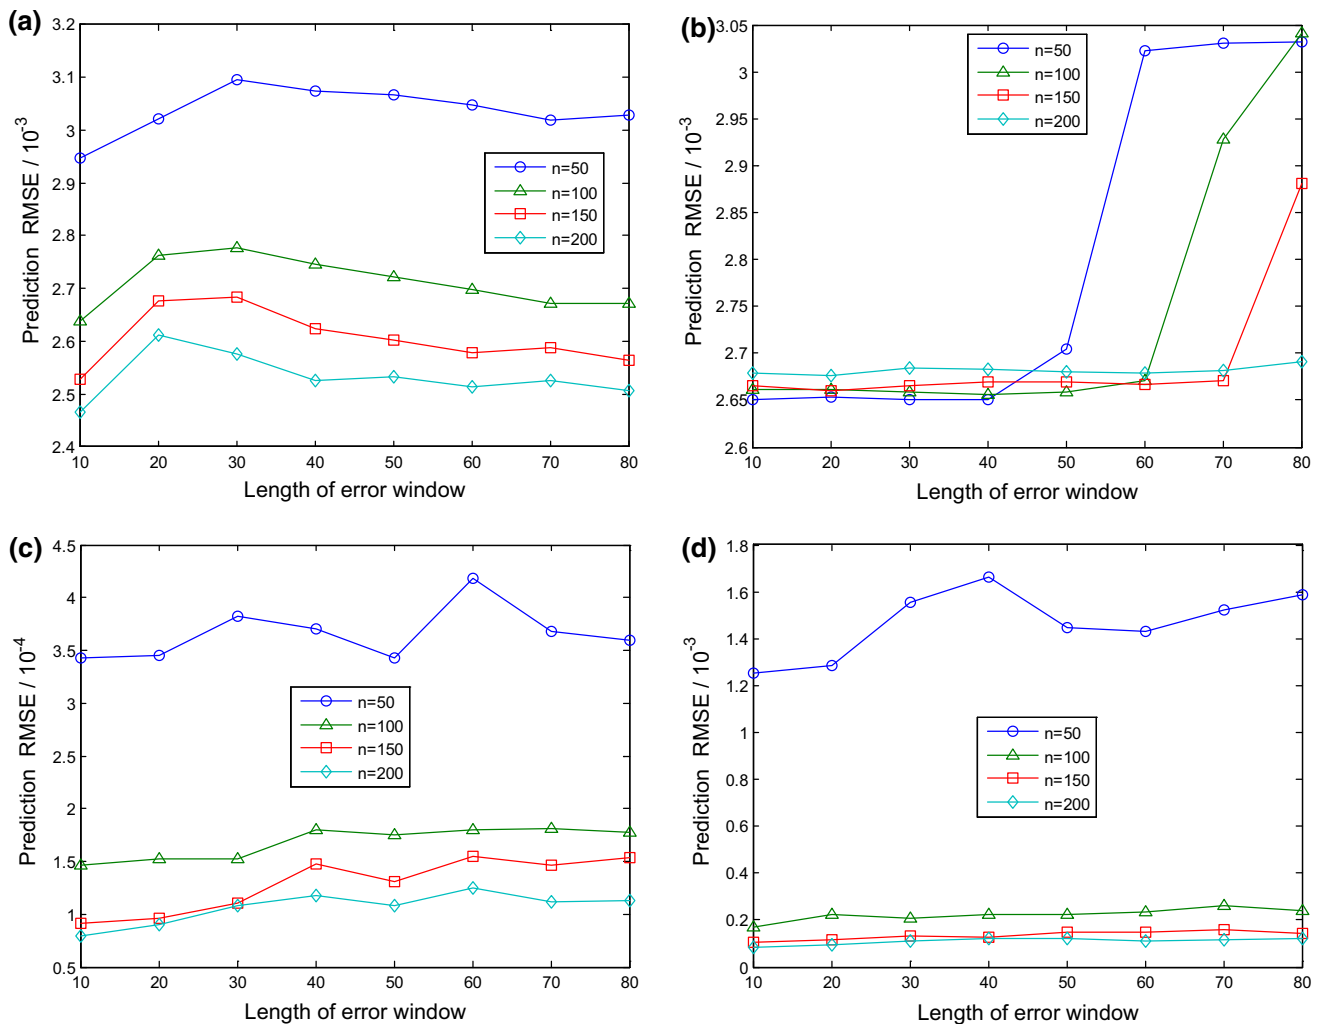 (a)
3.2
3.1
3
2.9
2.8
2.7
2.6
2.5
2.4
Prediction RMSE / 10-3
10 20 30 40 50 60 70 80
Length of error window
n=50
n=100
n=150
n=200
(b)
3.05
3
2.95
2.9
2.85
2.8
2.75
2.7
2.65
2.6
Prediction RMSE / 10-3
10 20 30 40 50 60 70 80
Length of error window
n=50
n=100
n=150
n=200
(c)
4.5
4
3.5
3
2.5
2
1.5
1
0.5
Prediction RMSE / 10-4
10 20 30 40 50 60 70 80
Length of error window
n=50
n=100
n=150
n=200
(d)
1.8
1.6
1.4
1.2
1
0.8
0.6
0.4
0.2
0
Prediction RMSE / 10-3
10 20 30 40 50 60 70 80
Length of error window
n=50
n=100
n=150
n=200